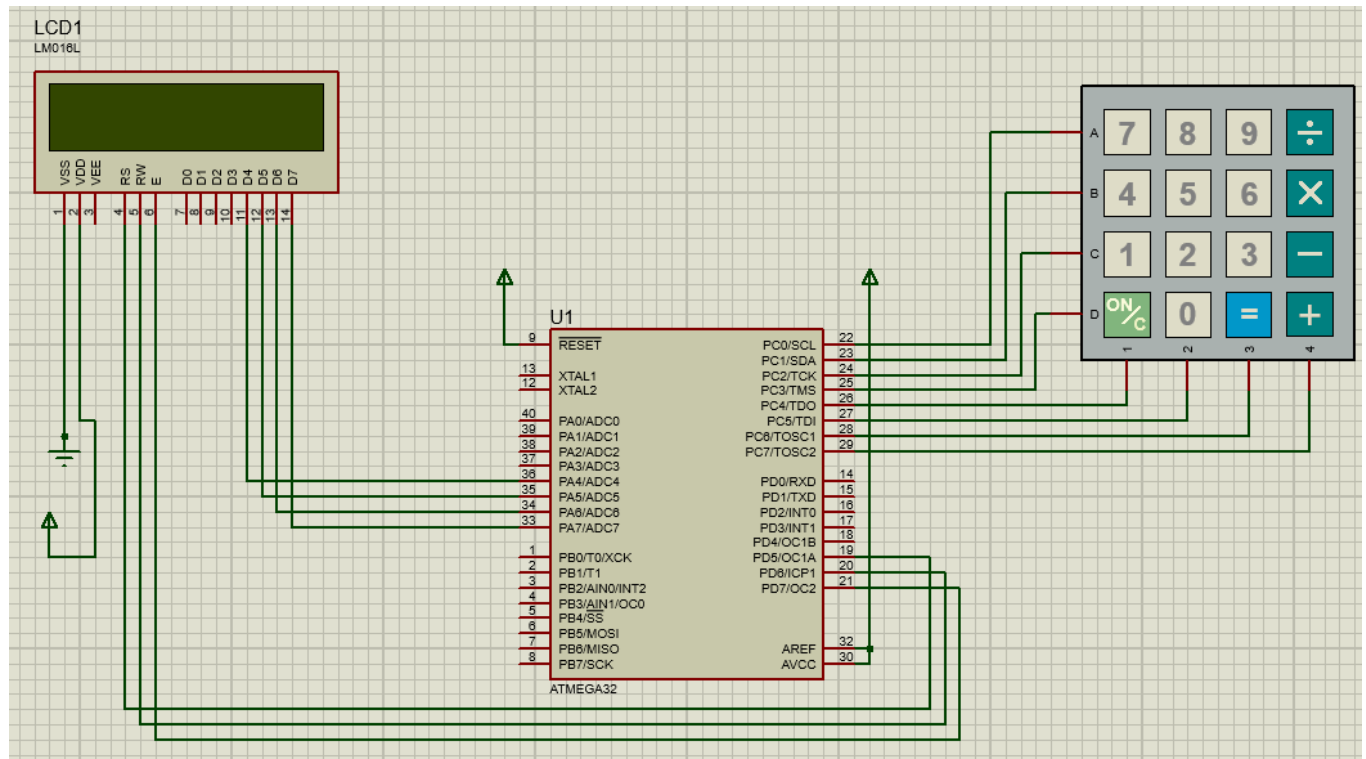 LCD1
LM016L
VSS
VDD
VEE
RS
RW
E
D0
D1
D2
D3
D4
D5
D6
D7
1
2
3
4
5
6
7
8
9
10
11
12
13
14
7 8 9 ÷
4 5 6 ×
1 2 3 −
ON/C 0 = +
A
B
C
D
1
2
3
4
U1
9 RESET
13 XTAL1
12 XTAL2
40 PA0/ADC0
39 PA1/ADC1
38 PA2/ADC2
37 PA3/ADC3
36 PA4/ADC4
35 PA5/ADC5
34 PA6/ADC6
33 PA7/ADC7
1 PB0/T0/XCK
2 PB1/T1
3 PB2/AIN0/INT2
4 PB3/AIN1/OC0
5 PB4/SS
6 PB5/MOSI
7 PB6/MISO
8 PB7/SCK
PC0/SCL 22
PC1/SDA 23
PC2/TCK 24
PC3/TMS 25
PC4/TDO 26
PC5/TDI 27
PC6/TOSC1 28
PC7/TOSC2 29
PD0/RXD 14
PD1/TXD 15
PD2/INT0 16
PD3/INT1 17
PD4/OC1B 18
PD5/OC1A 19
PD6/ICP1 20
PD7/OC2 21
AREF 32
AVCC 30
ATMEGA32